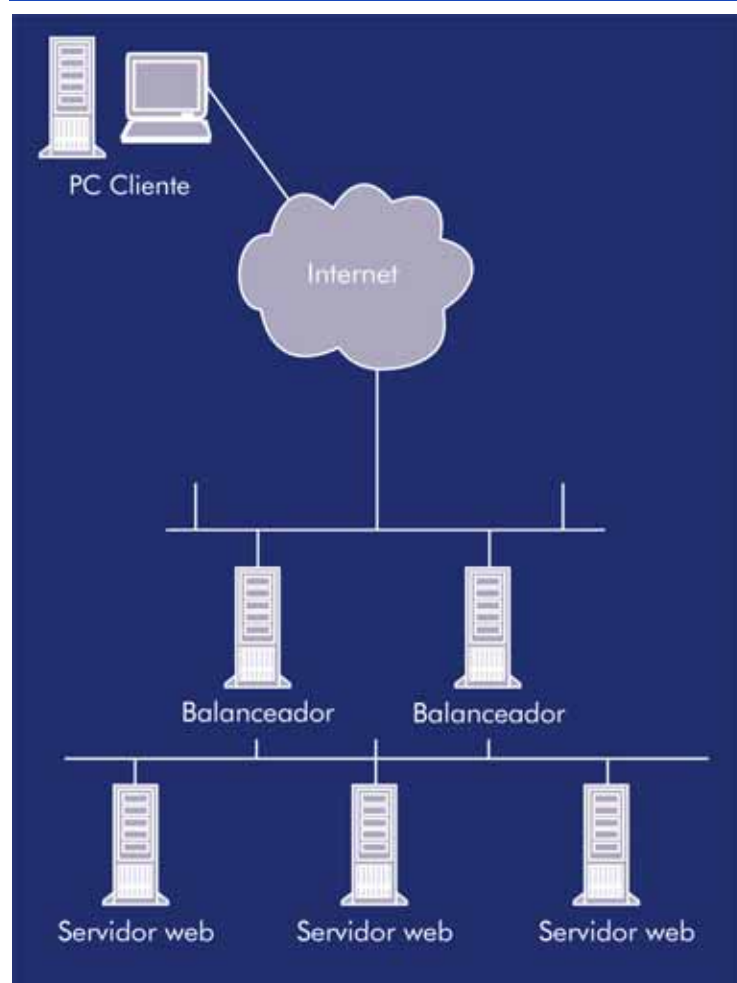 PC Cliente
Internet
Balanceador
Balanceador
Servidor web
Servidor web
Servidor web